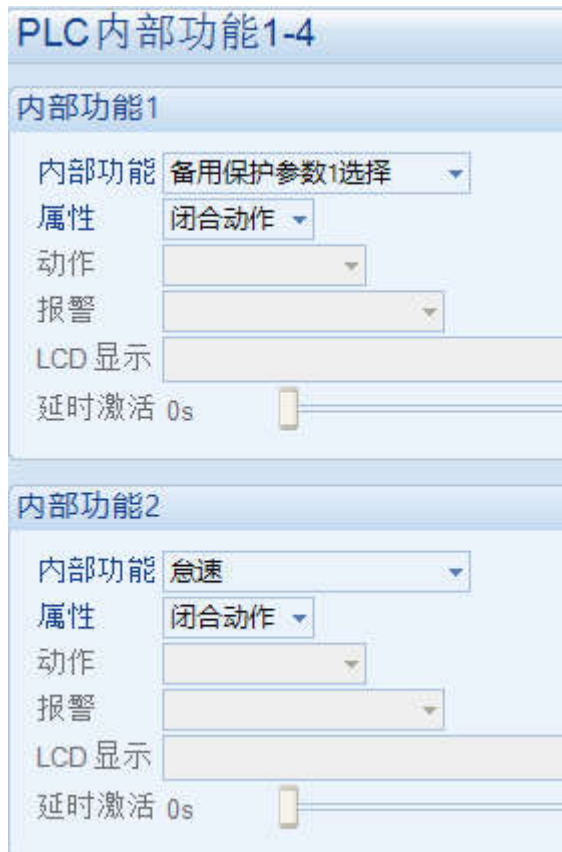 PLC内部功能1-4
内部功能1
内部功能 备用保护参数1选择
属性 闭合动作
动作
报警
LCD 显示
延时激活 0s
内部功能2
内部功能 怠速
属性 闭合动作
动作
报警
LCD 显示
延时激活 0s